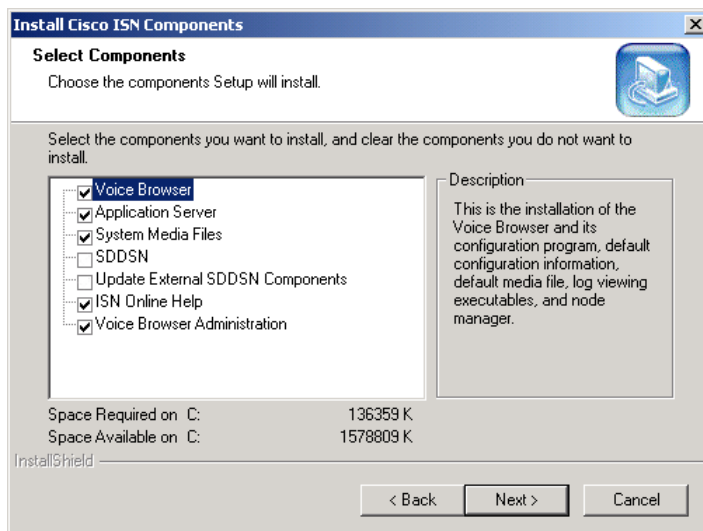 Install Cisco ISN Components
Select Components
Choose the components Setup will install.
Select the components you want to install, and clear the components you do not want to
install.
Voice Browser
Application Server
System Media Files
SDDSN
Update External SDDSN Components
ISN Online Help
Voice Browser Administration
Description
This is the installation of the
Voice Browser and its
configuration program, default
configuration information,
default media file, log viewing
executables, and node
manager.
Space Required on C: 136359 K
Space Available on C: 1578809 K
InstallShield
< Back
Next >
Cancel